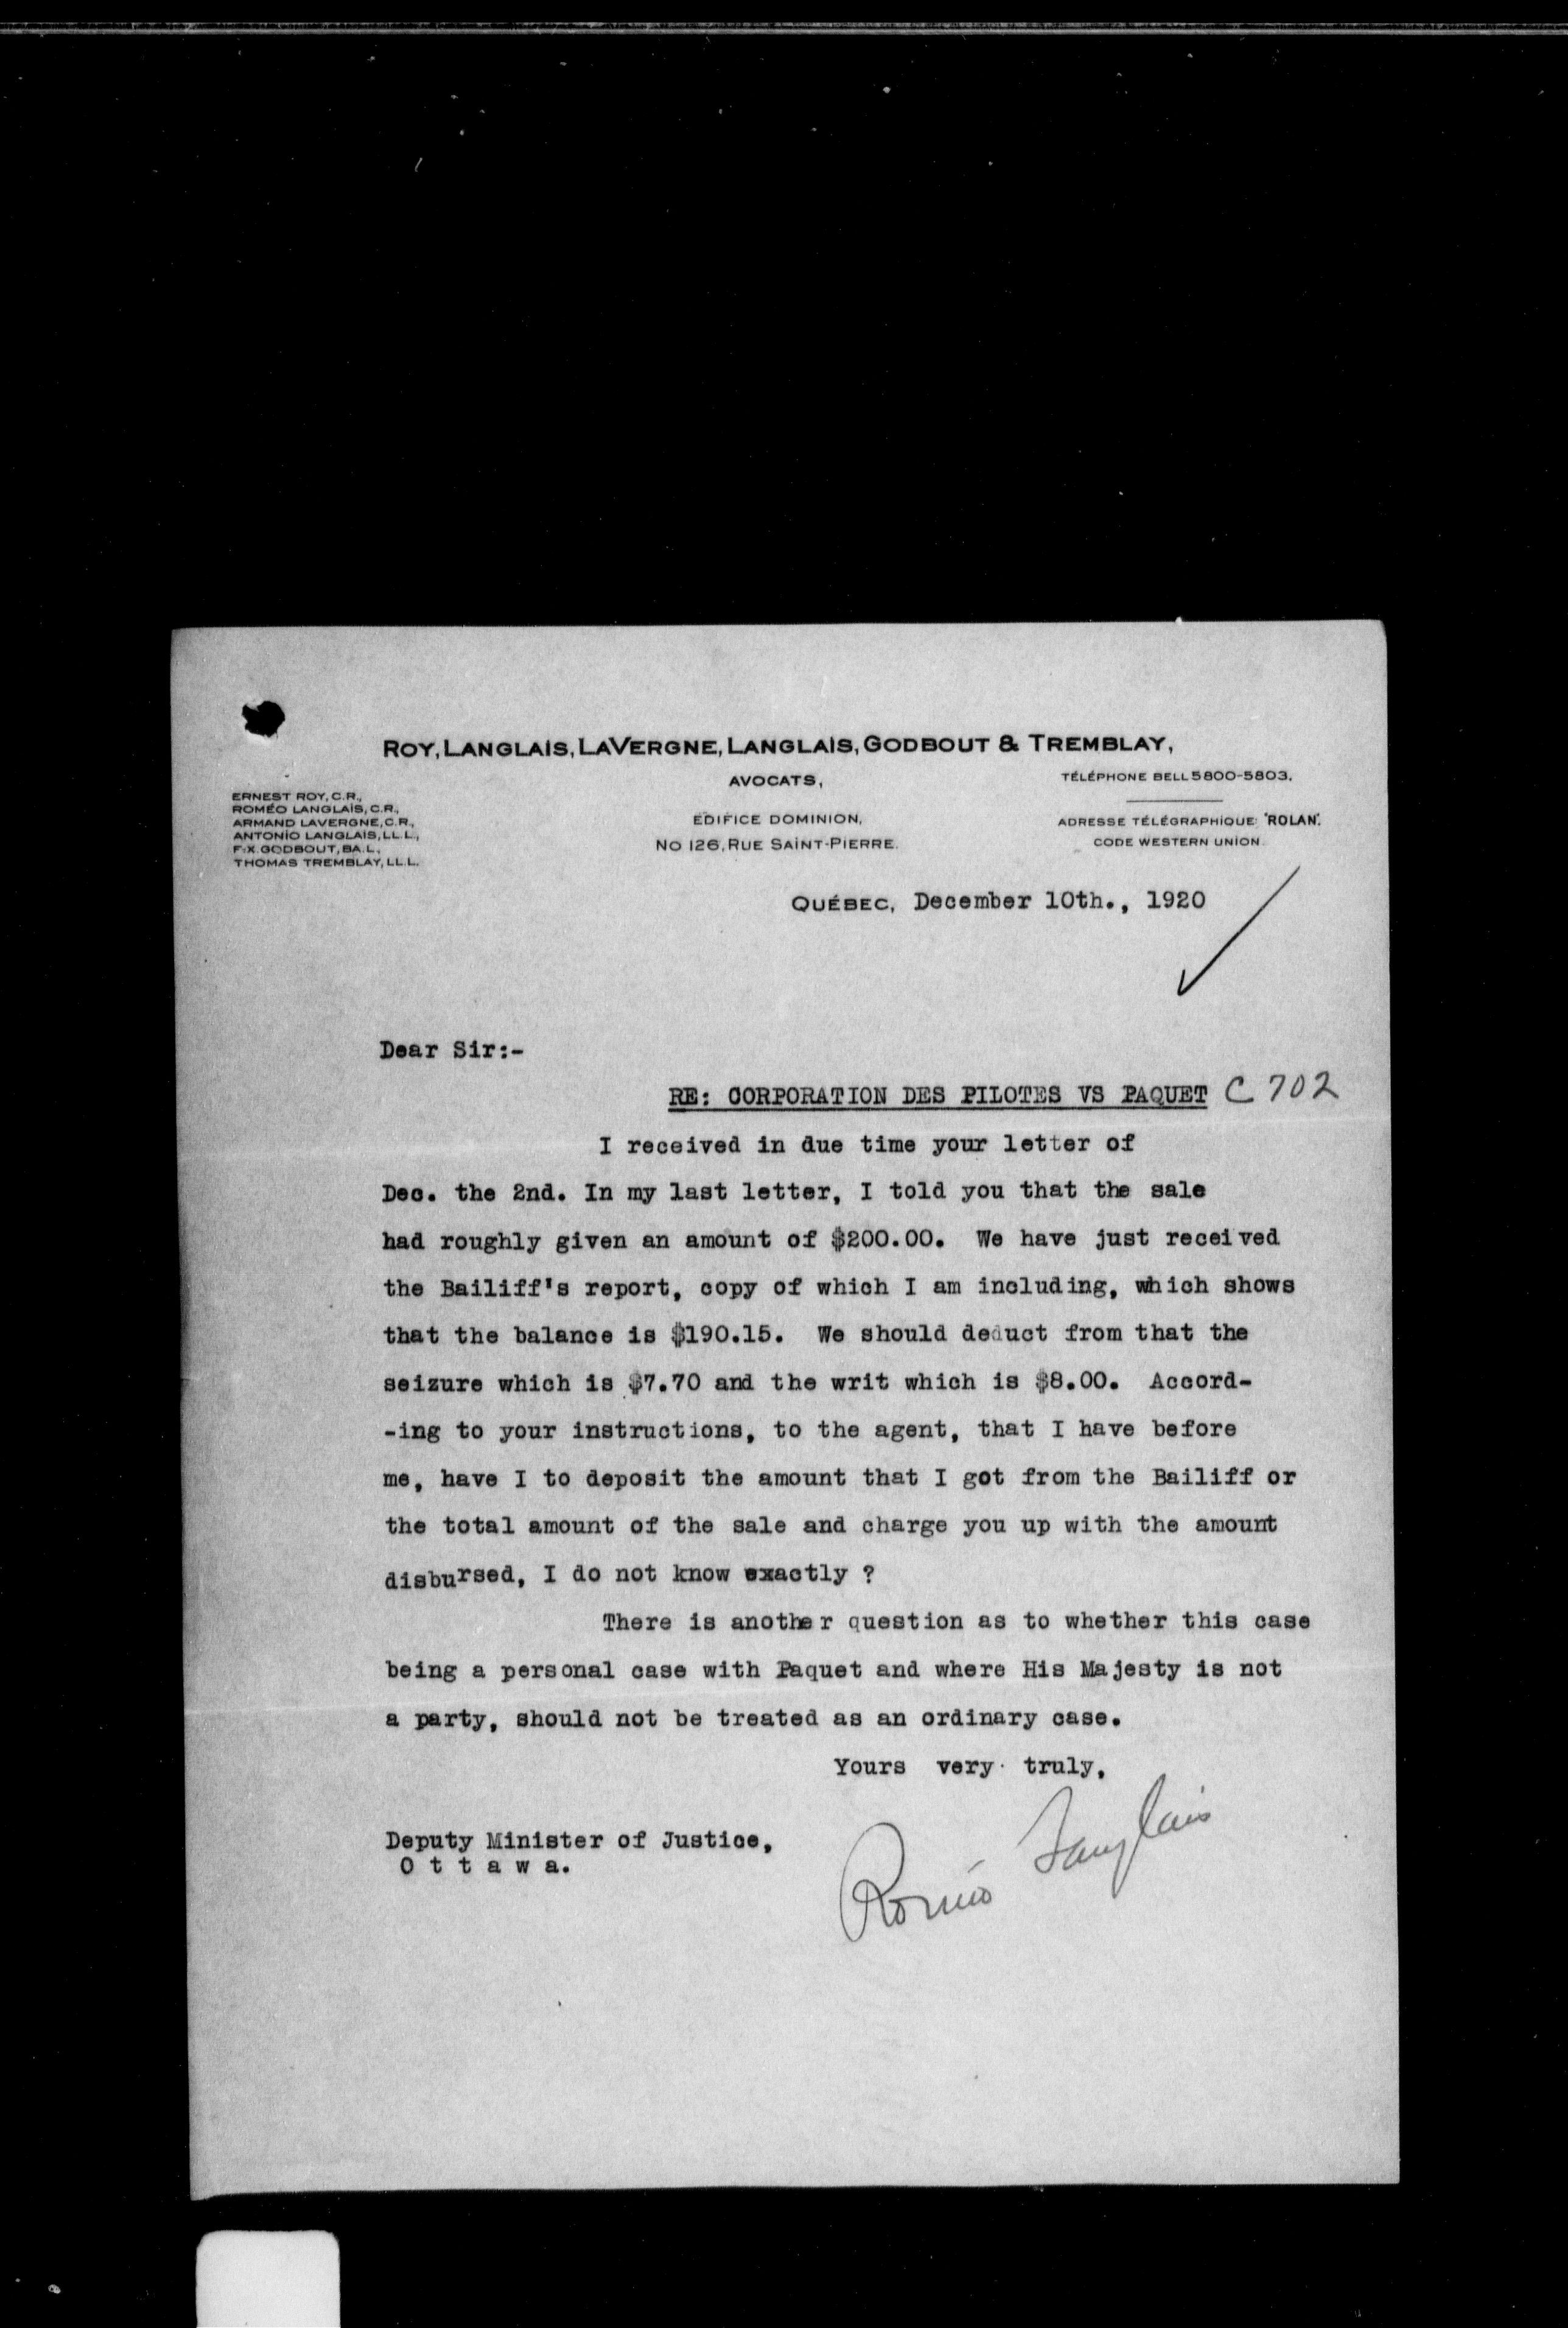 ROY, LANGLAIS, LAVERGNE, LANGLAIS, GODBOUT & TREMBLAY,
AVOCATS,
TÉLÉPHONE BELL 5800-5803.
ERNEST ROY, C.R.,
ROMÉO LANGLAIS, C.R.,
ARMAND LAVERGNE, C.R.,
ANTONIO LANGLAIS, LL.L.,
F.X. GODBOUT, BA.L.,
THOMAS TREMBLAY, LL.L.
EDIFICE DOMINION,
NO 126, RUE SAINT-PIERRE.
ADRESSE TÉLÉGRAPHIQUE: "ROLAN".
CODE WESTERN UNION.
QUÉBEC, December 10th., 1920
Dear Sir:-
RE: CORPORATION DES PILOTES VS PAQUET C 702
I received in due time your letter of
Dec. the 2nd. In my last letter, I told you that the sale
had roughly given an amount of $200.00. We have just received
the Bailiff's report, copy of which I am including, which shows
that the balance is $190.15. We should deduct from that the
seizure which is $7.70 and the writ which is $8.00. Accord-
-ing to your instructions, to the agent, that I have before
me, have I to deposit the amount that I got from the Bailiff or
the total amount of the sale and charge you up with the amount
disbursed, I do not know exactly ?
There is another question as to whether this case
being a personal case with Paquet and where His Majesty is not
a party, should not be treated as an ordinary case.
Yours very truly,
Roméo Langlais
Deputy Minister of Justice,
O t t a w a.